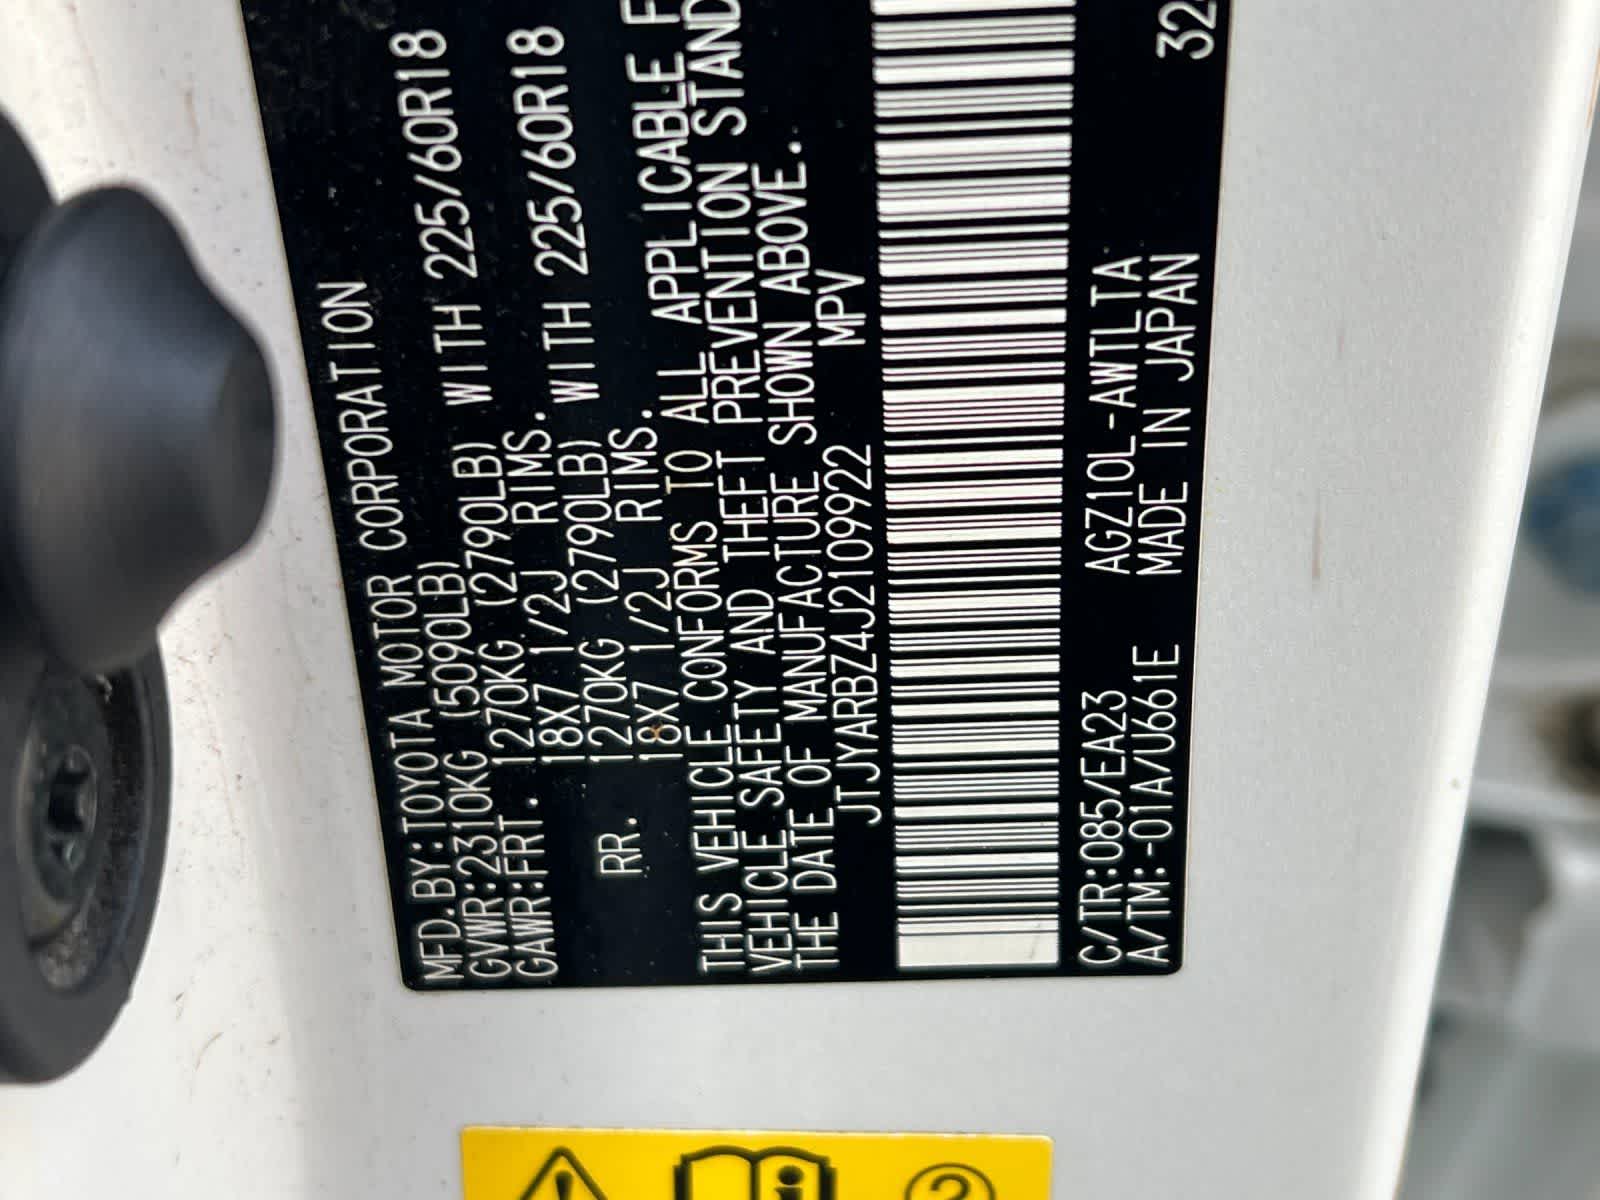 MFD.BY:TOYOTA MOTOR CORPORATION
GVWR:2310KG (5090LB)
GAWR:FRT. 1270KG (2790LB) WITH 225/60R18
18X7 1/2J RIMS.
RR. 1270KG (2790LB) WITH 225/60R18
18X7 1/2J RIMS.
THIS VEHICLE CONFORMS TO ALL APPLICABLE F
VEHICLE SAFETY AND THEFT PREVENTION STAND
THE DATE OF MANUFACTURE SHOWN ABOVE.
JTJYARBZ4J2109922 MPV
C/TR:085/EA23 AGZ10L-AWTLTA 32
A/TM:-01A/U661E MADE IN JAPAN